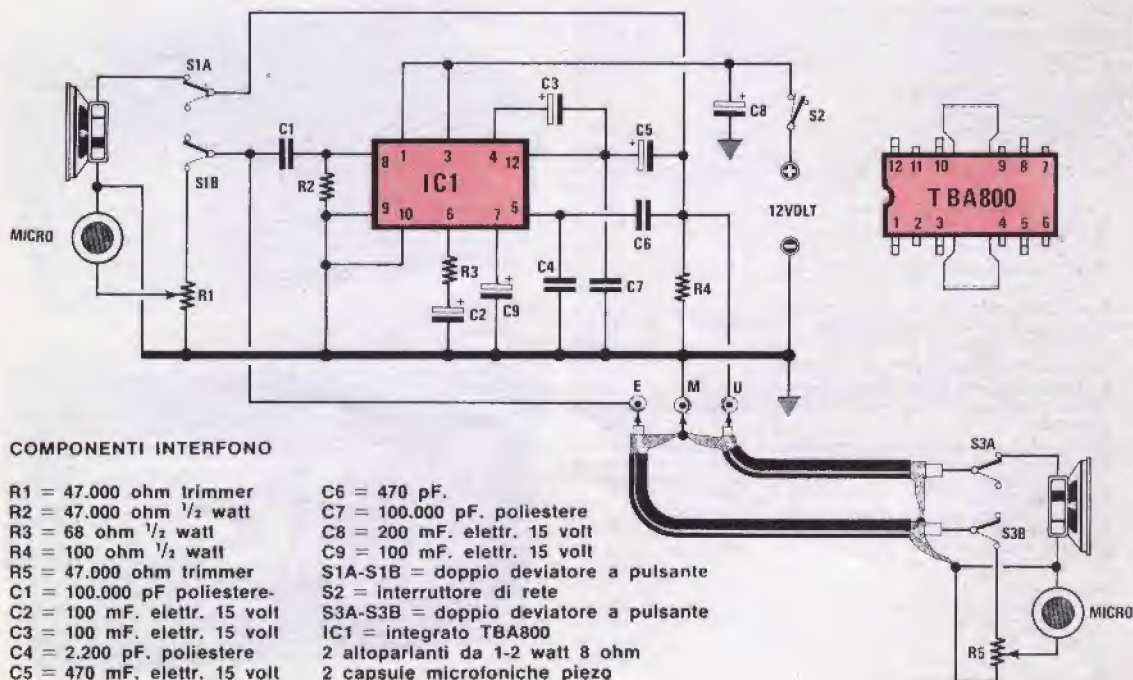 S1A
S1B
MICRO
R1
C1
R2
8
1
3
4
12
IC1
9
10
6
7
5
R3
C2
C9
C3
C5
C4
C6
C7
R4
C8
S2
12VOLT
12 11 10 9 8 7
TBA800
1 2 3 4 5 6
E M U
S3A
S3B
MICRO
R5
COMPONENTI INTERFONO
R1 = 47.000 ohm trimmer
R2 = 47.000 ohm 1/2 watt
R3 = 68 ohm 1/2 watt
R4 = 100 ohm 1/2 watt
R5 = 47.000 ohm trimmer
C1 = 100.000 pF poliestere-
C2 = 100 mF. elettr. 15 volt
C3 = 100 mF. elettr. 15 volt
C4 = 2.200 pF. poliestere
C5 = 470 mF. elettr. 15 volt
C6 = 470 pF.
C7 = 100.000 pF. poliestere
C8 = 200 mF. elettr. 15 volt
C9 = 100 mF. elettr. 15 volt
S1A-S1B = doppio deviatore a pulsante
S2 = interruttore di rete
S3A-S3B = doppio deviatore a pulsante
IC1 = integrato TBA800
2 altoparlanti da 1-2 watt 8 ohm
2 capsule microfoniche piezo